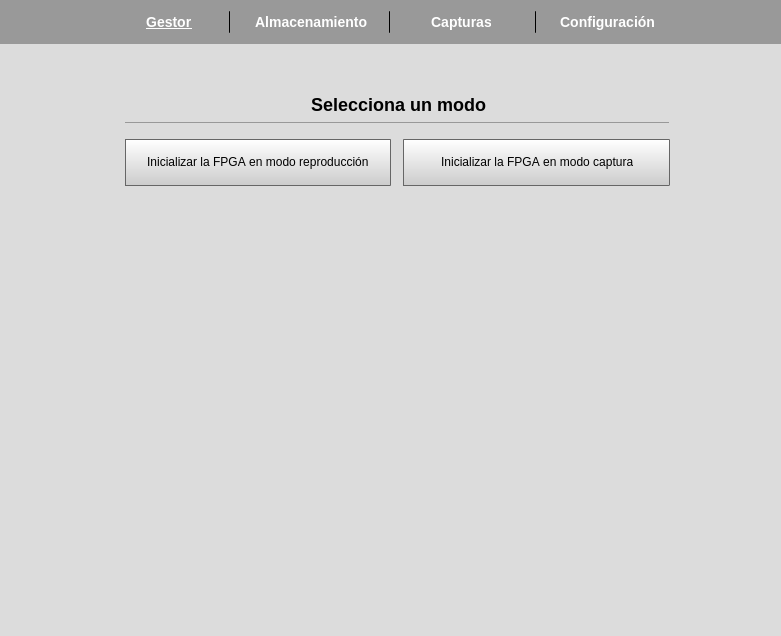 Gestor Almacenamiento Capturas Configuración
Selecciona un modo
Inicializar la FPGA en modo reproducción Inicializar la FPGA en modo captura